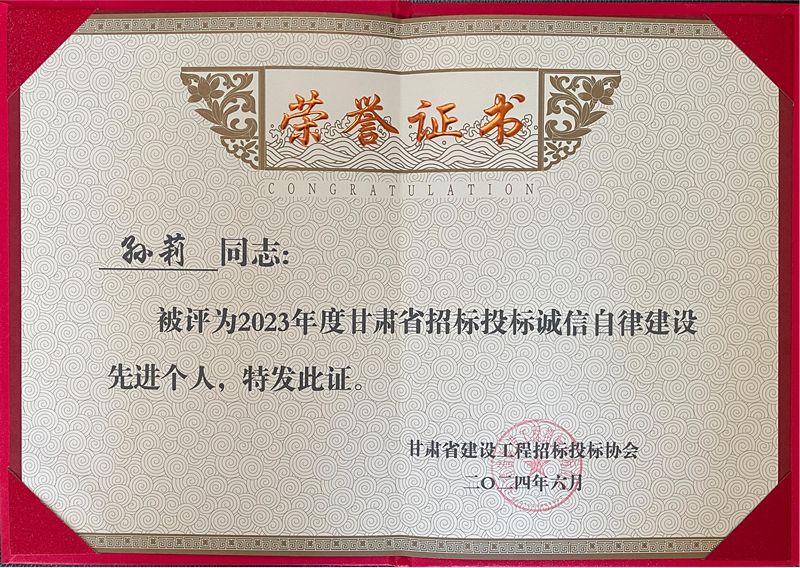 荣誉证书
CONGRATULATION
孙莉 同志:
被评为2023年度甘肃省招标投标诚信自律建设
先进个人，特发此证。
甘肃省建设工程招标投标协会
二〇二四年六月